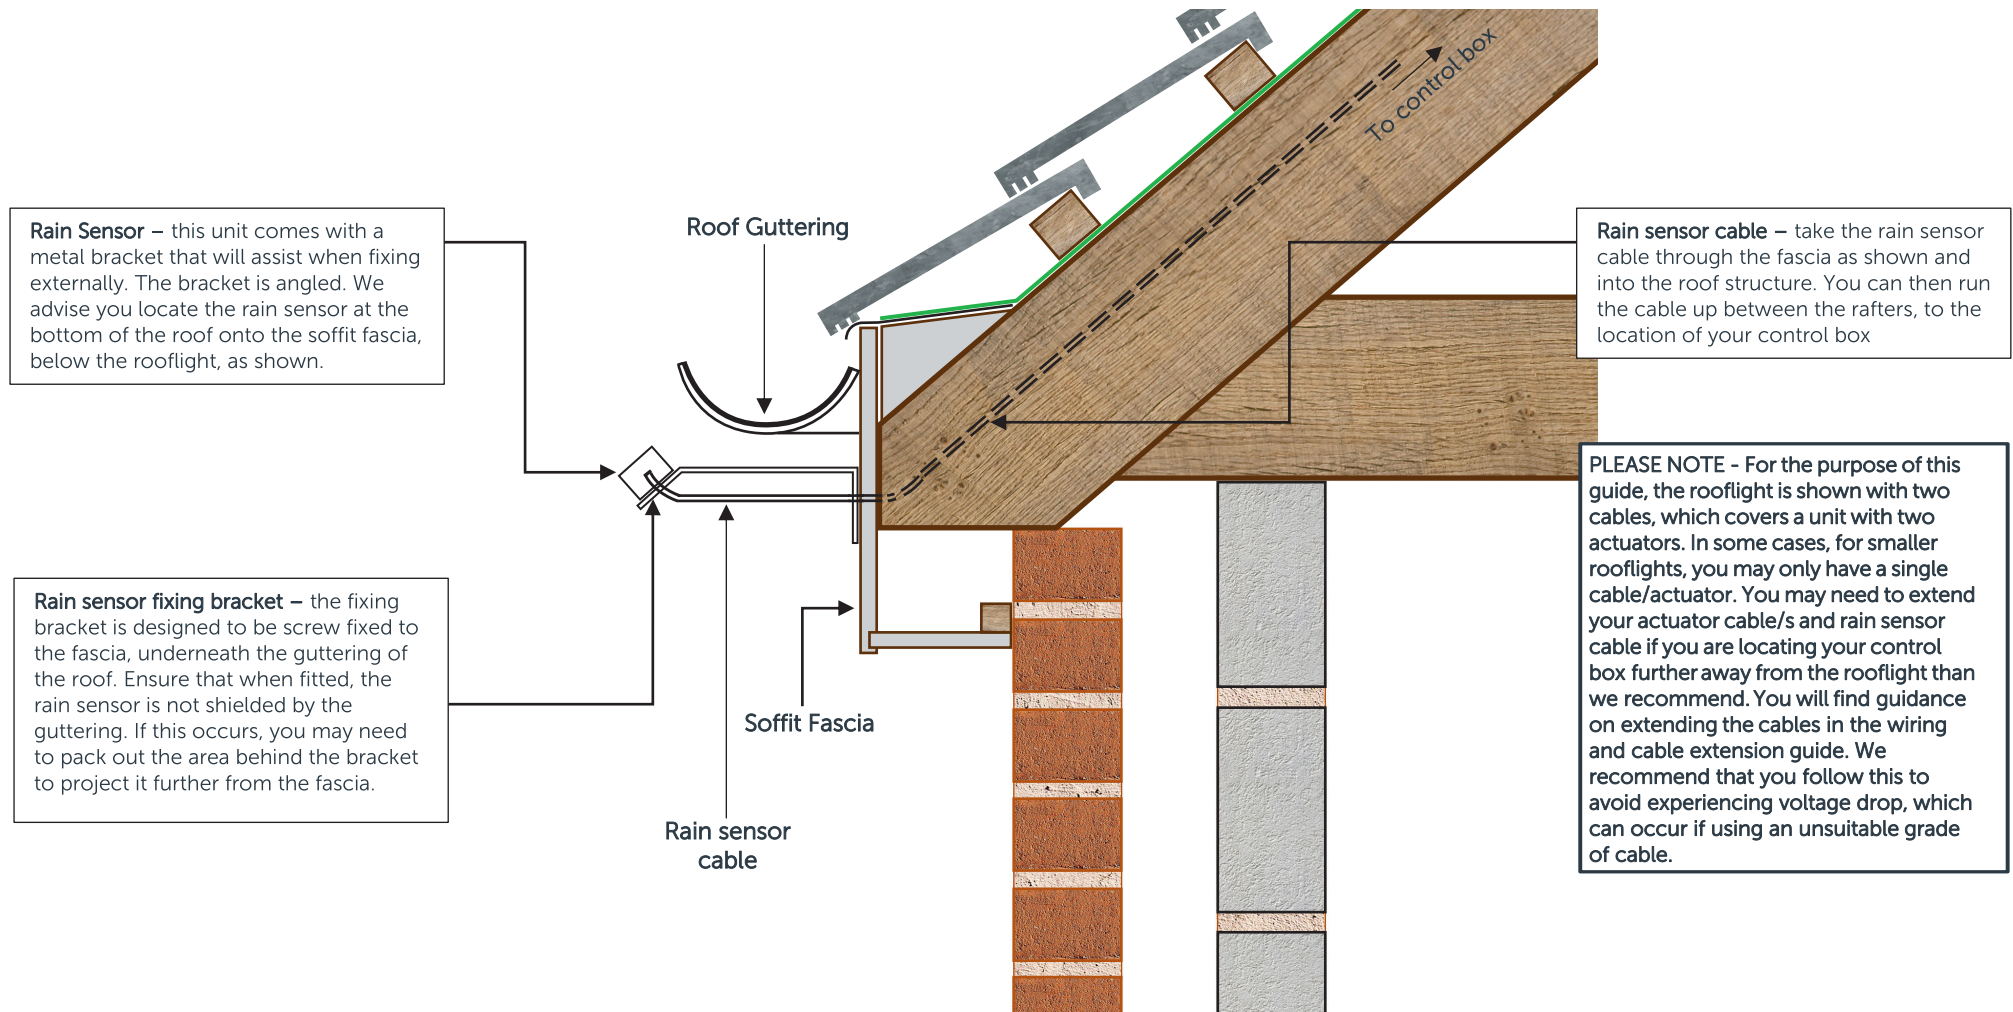 To control box
Roof Guttering
Rain Sensor – this unit comes with a
metal bracket that will assist when fixing
externally. The bracket is angled. We
advise you locate the rain sensor at the
bottom of the roof onto the soffit fascia,
below the rooflight, as shown.
Rain sensor cable – take the rain sensor
cable through the fascia as shown and
into the roof structure. You can then run
the cable up between the rafters, to the
location of your control box
PLEASE NOTE - For the purpose of this
guide, the rooflight is shown with two
cables, which covers a unit with two
actuators. In some cases, for smaller
rooflights, you may only have a single
cable/actuator. You may need to extend
your actuator cable/s and rain sensor
cable if you are locating your control
box further away from the rooflight than
we recommend. You will find guidance
on extending the cables in the wiring
and cable extension guide. We
recommend that you follow this to
avoid experiencing voltage drop, which
can occur if using an unsuitable grade
of cable.
Rain sensor fixing bracket – the fixing
bracket is designed to be screw fixed to
the fascia, underneath the guttering of
the roof. Ensure that when fitted, the
rain sensor is not shielded by the
guttering. If this occurs, you may need
to pack out the area behind the bracket
to project it further from the fascia.
Soffit Fascia
Rain sensor
cable